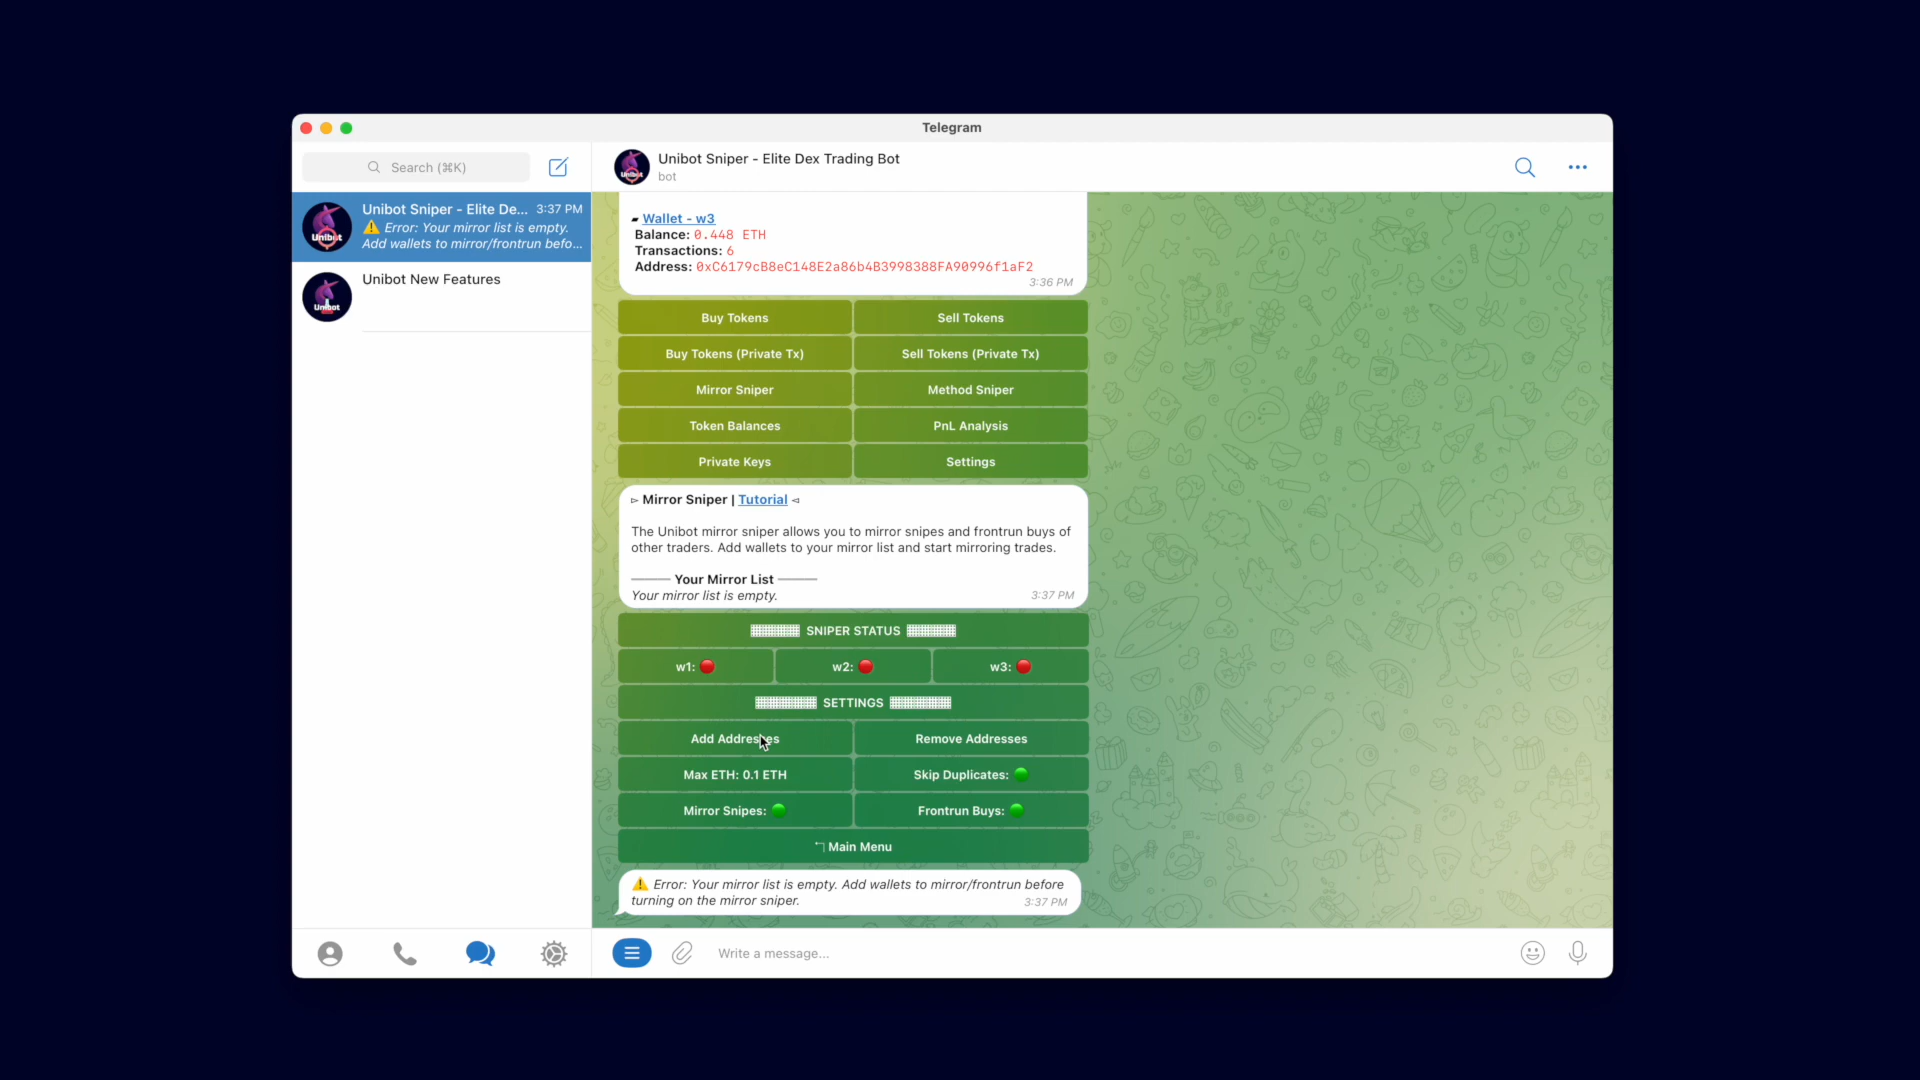 Telegram
Search (⌘K)
Unibot Sniper - Elite De... 3:37 PM
⚠️ Error: Your mirror list is empty.
Add wallets to mirror/frontrun befo...
Unibot
Unibot New Features
Unibot
Unibot Sniper - Elite Dex Trading Bot
bot
Wallet - w3
Balance: 0.448 ETH
Transactions: 6
Address: 0xC6179cB8eC148E2a86b4B3998388FA90996f1aF2
3:36 PM
Buy Tokens
Sell Tokens
Buy Tokens (Private Tx)
Sell Tokens (Private Tx)
Mirror Sniper
Method Sniper
Token Balances
PnL Analysis
Private Keys
Settings
▻ Mirror Sniper | Tutorial ◅
The Unibot mirror sniper allows you to mirror snipes and frontrun buys of
other traders. Add wallets to your mirror list and start mirroring trades.
Your Mirror List
Your mirror list is empty.
3:37 PM
SNIPER STATUS
w1: 🔴
w2: 🔴
w3: 🔴
SETTINGS
Add Addresses
Remove Addresses
Max ETH: 0.1 ETH
Skip Duplicates: 🟢
Mirror Snipes: 🟢
Frontrun Buys: 🟢
Main Menu
⚠️ Error: Your mirror list is empty. Add wallets to mirror/frontrun before
turning on the mirror sniper.
3:37 PM
Write a message...